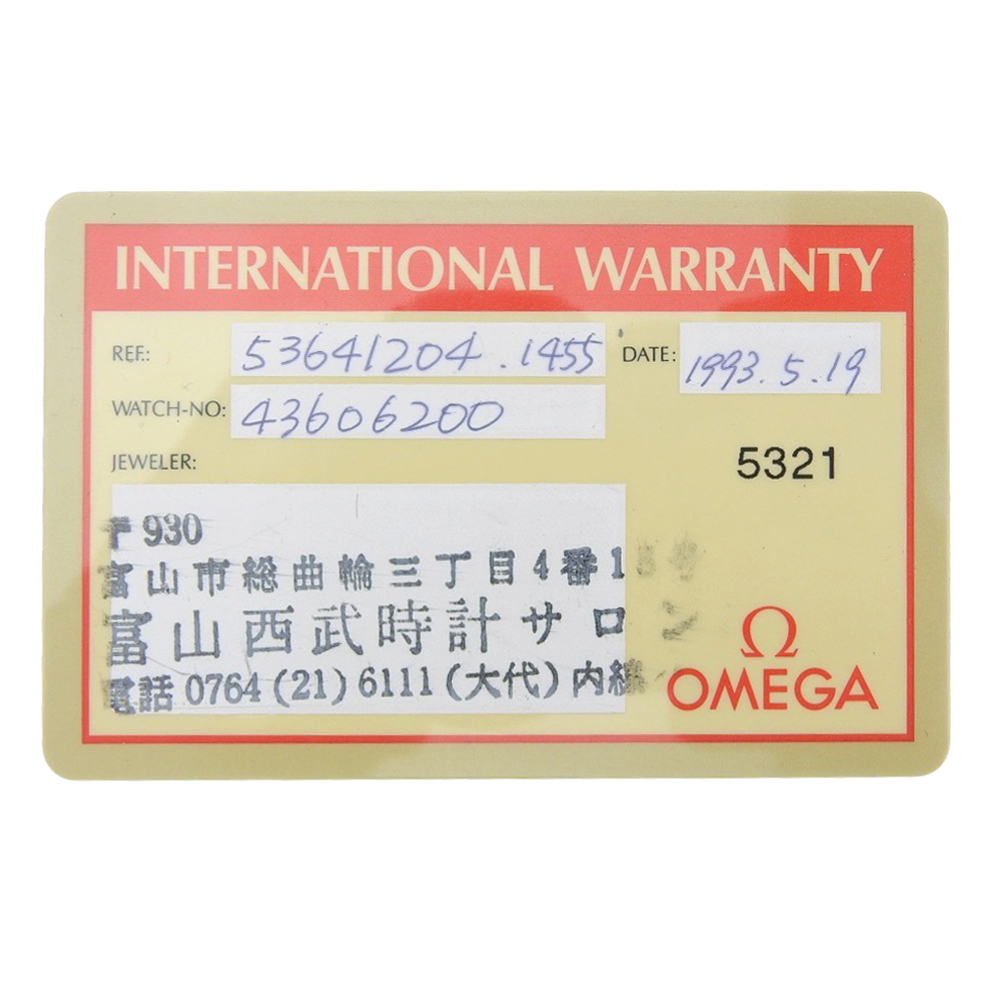 INTERNATIONAL WARRANTY
REF.: 53641204.1455 DATE: 1993.5.19
WATCH-NO: 43606200
5321
JEWELER:
〒930
富山市総曲輪三丁目4番1
富山西武時計サロン
電話 0764(21)6111(大代)内線
Ω
OMEGA